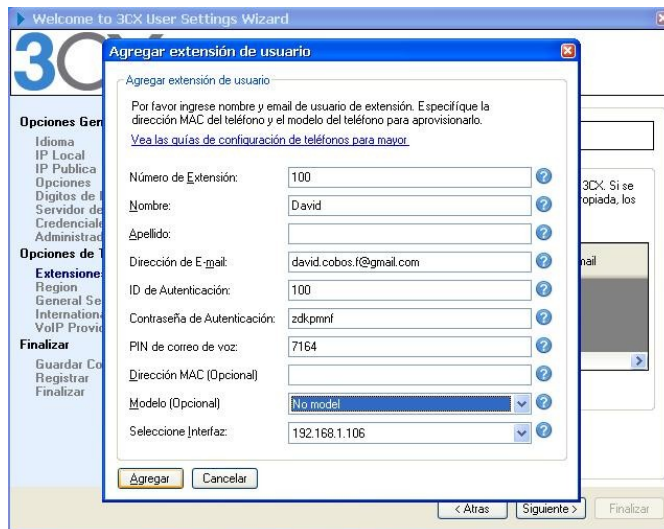 Welcome to 3CX User Settings Wizard
3C
Agregar extensión de usuario
Agregar extensión de usuario
Por favor ingrese nombre y email de usuario de extensión. Especifíque la
dirección MAC del teléfono y el modelo del teléfono para aprovisionarlo.
Vea las guías de configuración de teléfonos para mayor
Número de Extensión: 100
Nombre: David
Apellido:
Dirección de E-mail: david.cobos.f@gmail.com
ID de Autenticación: 100
Contraseña de Autenticación: zdkpmnf
PIN de correo de voz: 7164
Dirección MAC (Opcional)
Modelo (Opcional) No model
Seleccione Interfaz: 192.168.1.106
Agregar Cancelar
Opciones Gen
Idioma
IP Local
IP Publica
Opciones
Digitos de
Servidor de
Credenciale
Administrad
Opciones de T
Extensiones
Region
General Se
Internationa
VoIP Provid
Finalizar
Guardar Co
Registrar
Finalizar
3CX. Si se
ropiada, los
nail
< Atras Siguiente > Finalizar